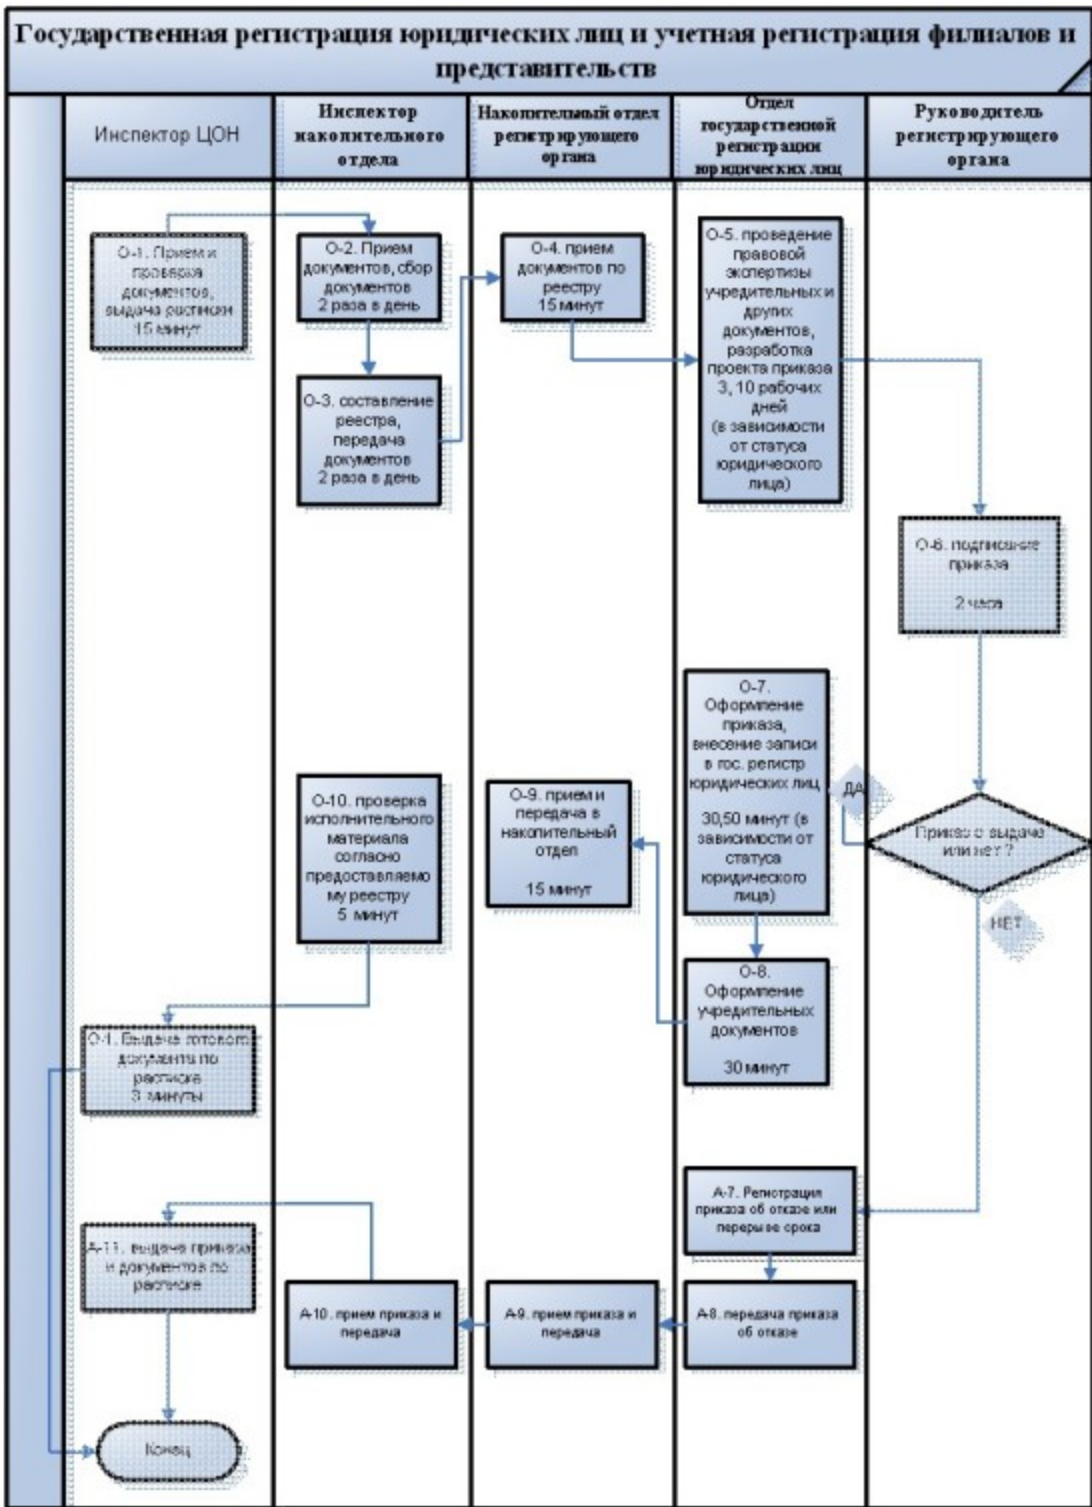 Государственная регистрация юридических лиц и учетная регистрация филиалов и
представительств
Инспектор ЦОН
Инспектор
накопительного
отдела
Накопительный отдел
регистрирующего
органа
Отдел
государственной
регистрации
юридических лиц
Руководитель
регистрирующего
органа
О-1. Прием и
проверка
документов,
выдача расписки
15 минут
О-2. Прием
документов, сбор
документов
2 раза в день
О-4. прием
документов по
реестру
15 минут
О-5. проведение
правовой
экспертизы
учредительных и
других
документов,
разработка
проекта приказа
3, 10 рабочих
дней
(в зависимости
от статуса
юридического
лица)
О-3. составление
реестра,
передача
документов
2 раза в день
О-6. подписание
приказа
2 часа
О-7.
Оформление
приказа,
внесение записи
в гос. регистр
юридических лиц
30,50 минут (в
зависимости от
статуса
юридического
лица)
ДА
Приказ о выдаче
или нет ?
НЕТ
О-10. проверка
исполнительного
материала
согласно
предоставляемо
му реестру
5 минут
О-9. прием и
передача в
накопительный
отдел
15 минут
О-8.
Оформление
учредительных
документов
30 минут
О-1. Выдача готового
документа по
расписке
3 минуты
А-7. Регистрация
приказа об отказе или
перерыве срока
А-11. выдача приказа
и документов по
расписке
А-10. прием приказа и
передача
А-9. прием приказа и
передача
А-8. передача приказа
об отказе
Конец